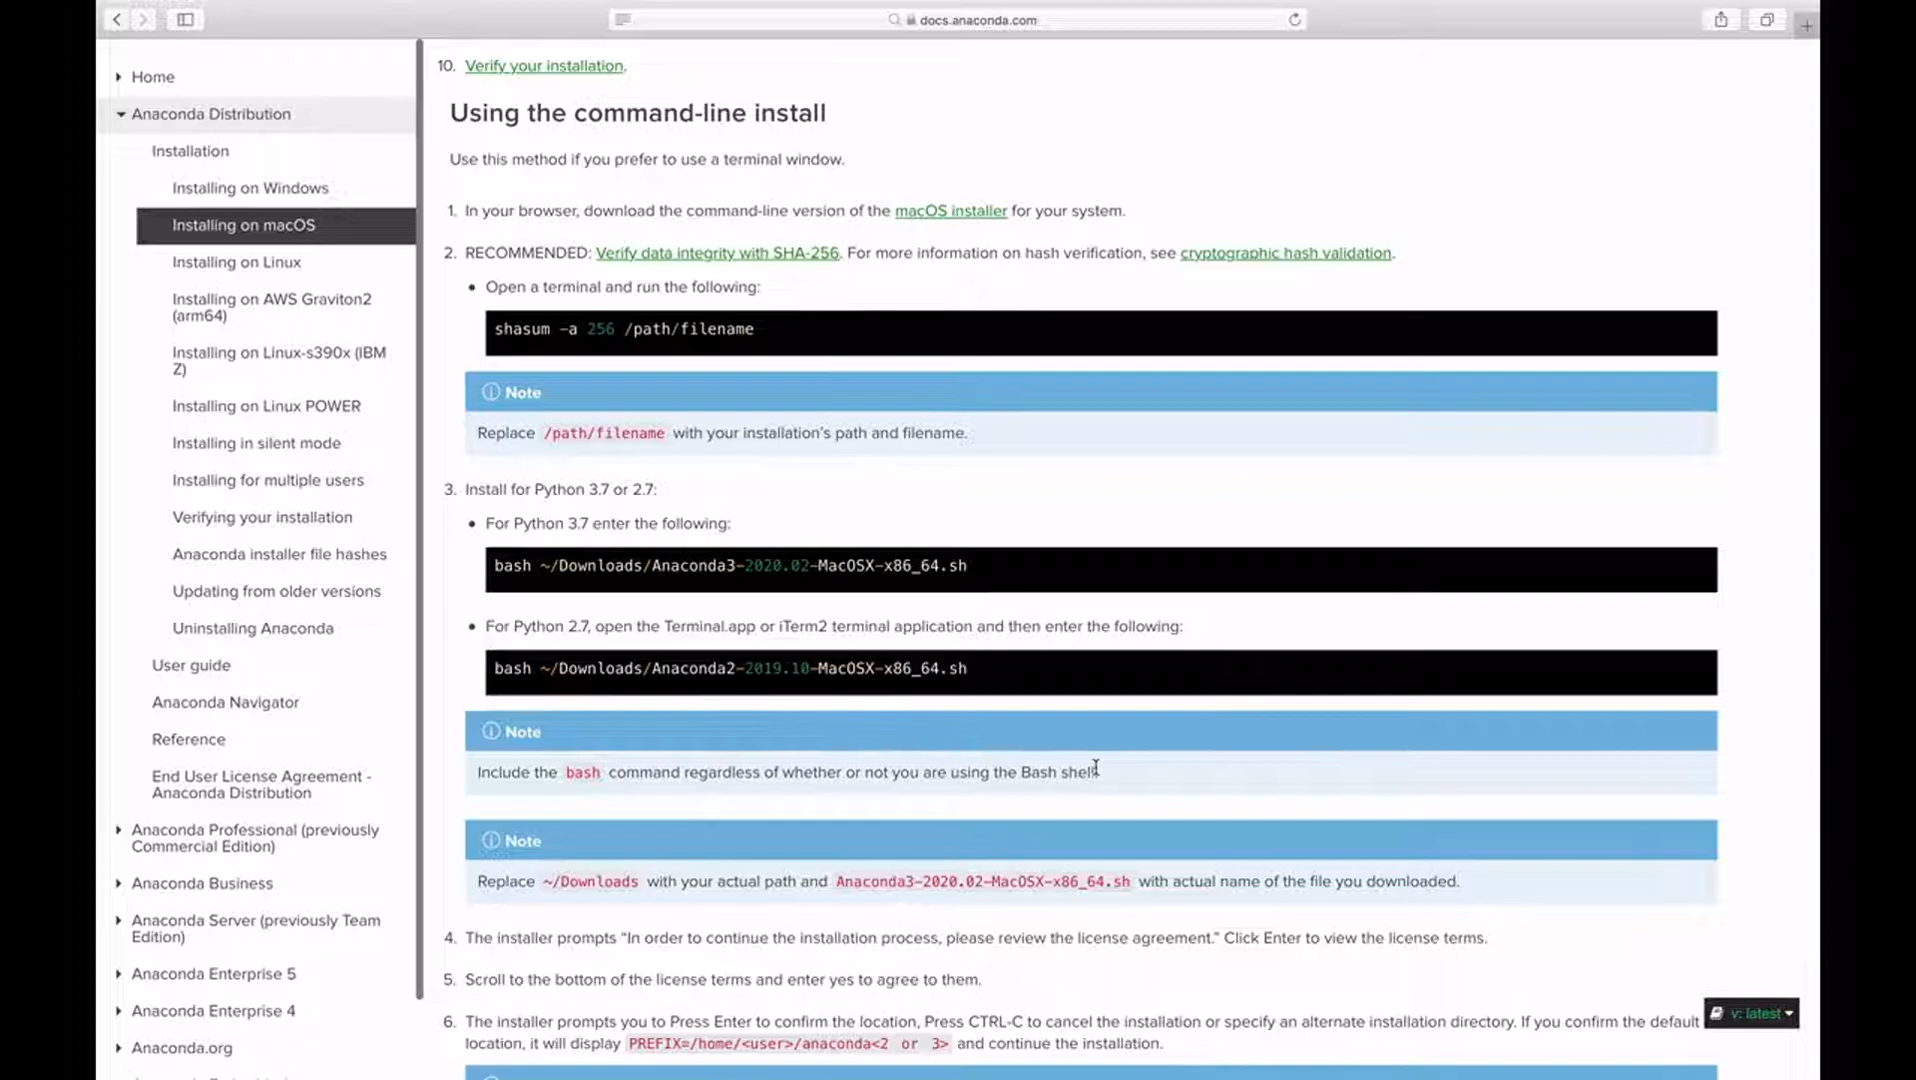 docs.anaconda.com
Home
Anaconda Distribution
Installation
Installing on Windows
Installing on macOS
Installing on Linux
Installing on AWS Graviton2
(arm64)
Installing on Linux-s390x (IBM
Z)
Installing on Linux POWER
Installing in silent mode
Installing for multiple users
Verifying your installation
Anaconda installer file hashes
Updating from older versions
Uninstalling Anaconda
User guide
Anaconda Navigator
Reference
End User License Agreement -
Anaconda Distribution
Anaconda Professional (previously
Commercial Edition)
Anaconda Business
Anaconda Server (previously Team
Edition)
Anaconda Enterprise 5
Anaconda Enterprise 4
Anaconda.org
10. Verify your installation.
Using the command-line install
Use this method if you prefer to use a terminal window.
1. In your browser, download the command-line version of the macOS installer for your system.
2. RECOMMENDED: Verify data integrity with SHA-256. For more information on hash verification, see cryptographic hash validation.
• Open a terminal and run the following:
shasum -a 256 /path/filename
Note
Replace /path/filename with your installation's path and filename.
3. Install for Python 3.7 or 2.7:
• For Python 3.7 enter the following:
bash ~/Downloads/Anaconda3-2020.02-MacOSX-x86_64.sh
• For Python 2.7, open the Terminal.app or iTerm2 terminal application and then enter the following:
bash ~/Downloads/Anaconda2-2019.10-MacOSX-x86_64.sh
Note
Include the bash command regardless of whether or not you are using the Bash shell.
Note
Replace ~/Downloads with your actual path and Anaconda3-2020.02-MacOSX-x86_64.sh with actual name of the file you downloaded.
4. The installer prompts “In order to continue the installation process, please review the license agreement.” Click Enter to view the license terms.
5. Scroll to the bottom of the license terms and enter yes to agree to them.
6. The installer prompts you to Press Enter to confirm the location, Press CTRL-C to cancel the installation or specify an alternate installation directory. If you confirm the default
location, it will display PREFIX=/home/<user>/anaconda<2 or 3> and continue the installation.
v: latest